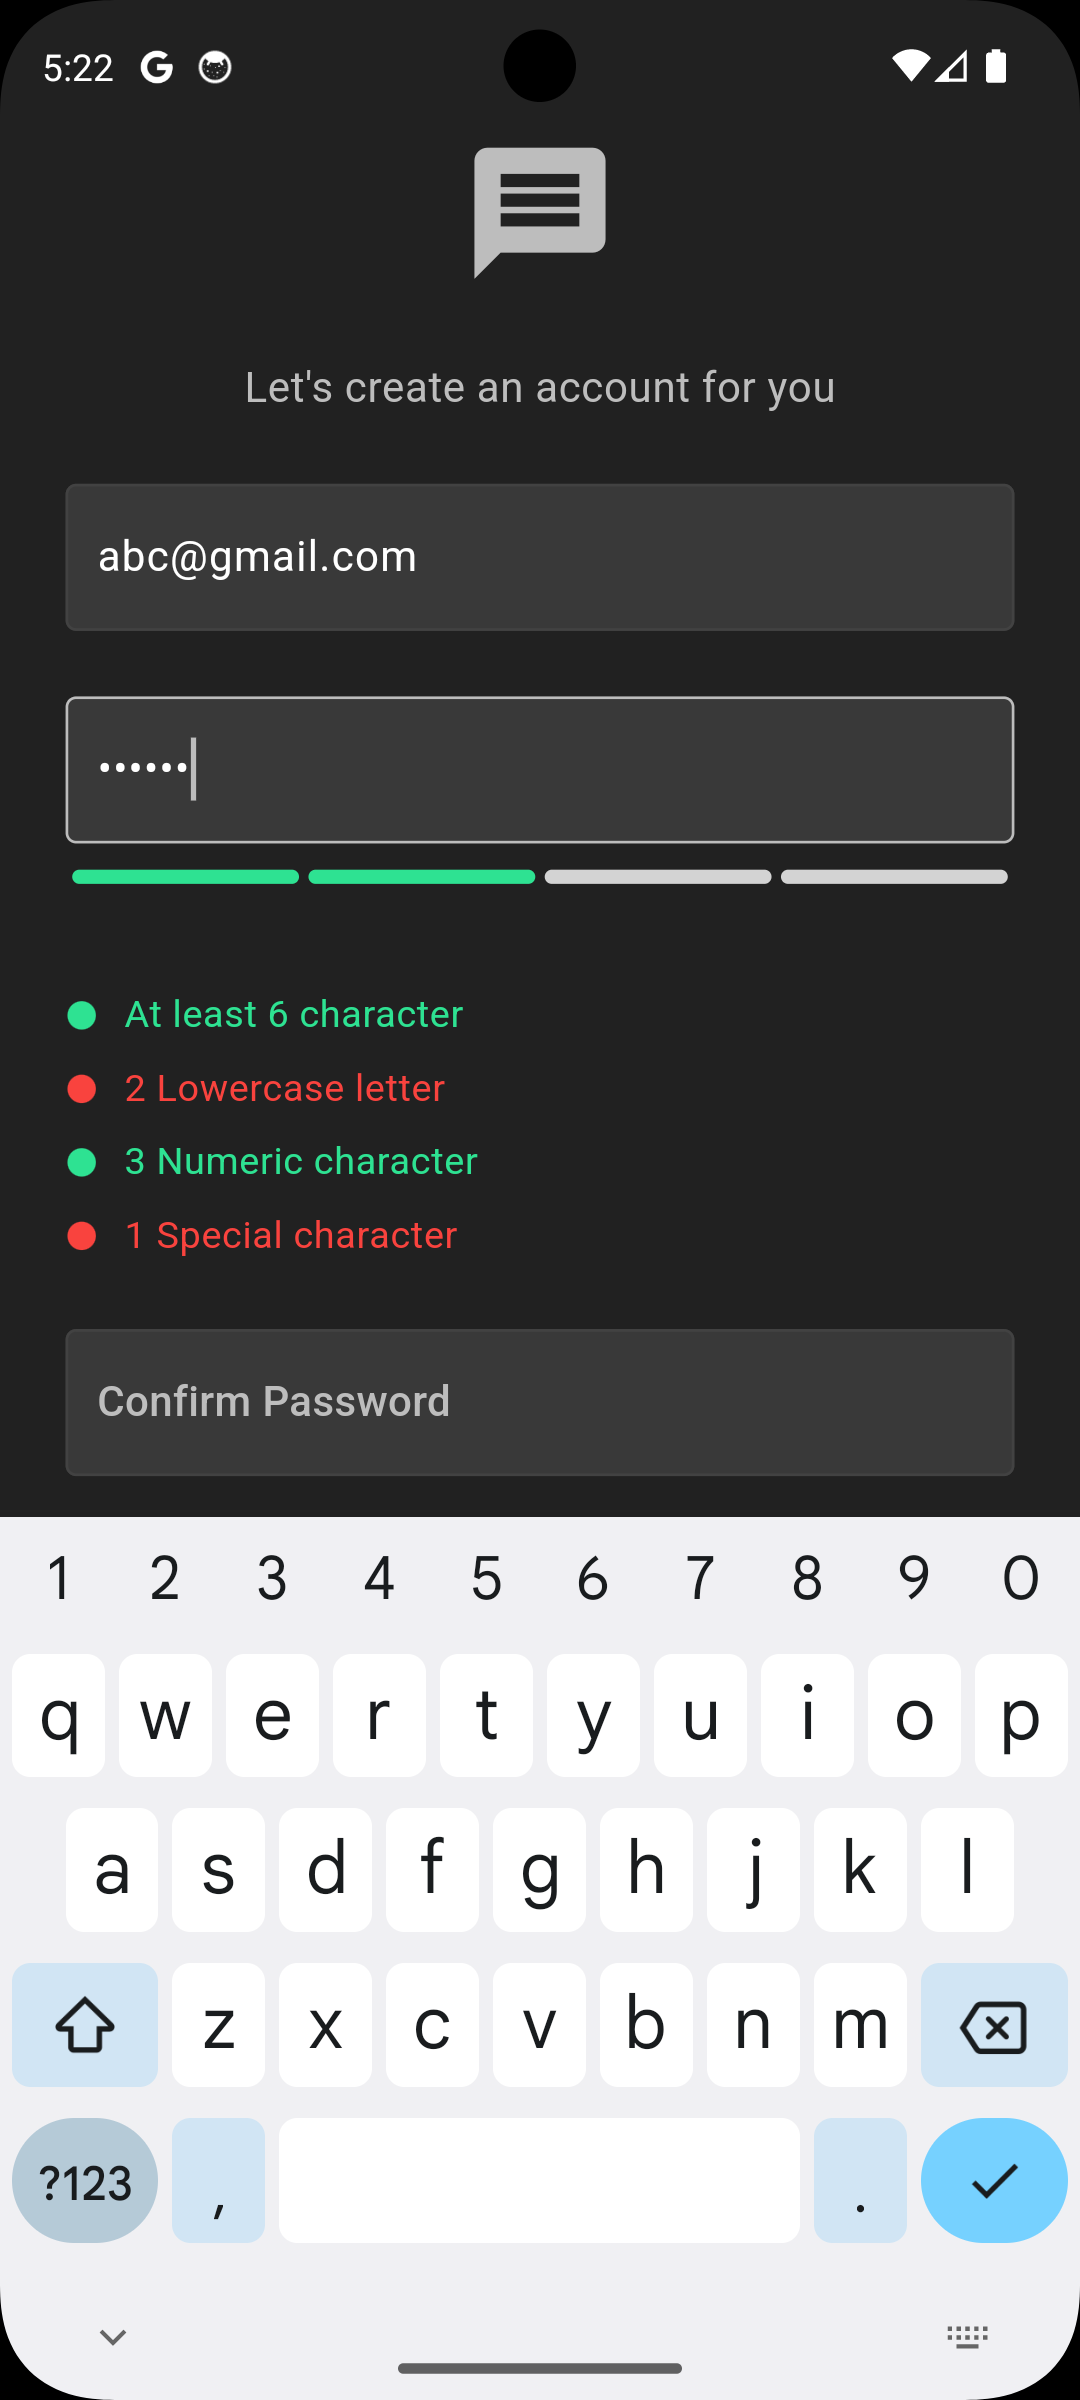 5:22
Let's create an account for you
abc@gmail.com
••••••
At least 6 character
2 Lowercase letter
3 Numeric character
1 Special character
Confirm Password
1 2 3 4 5 6 7 8 9 0
q w e r t y u i o p
a s d f g h j k l
z x c v b n m
?123 , .